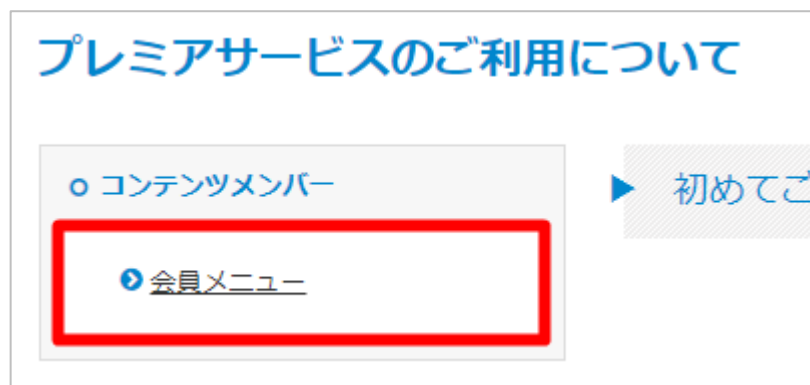 プレミアサービスのご利用について
コンテンツメンバー
会員メニュー
初めてご